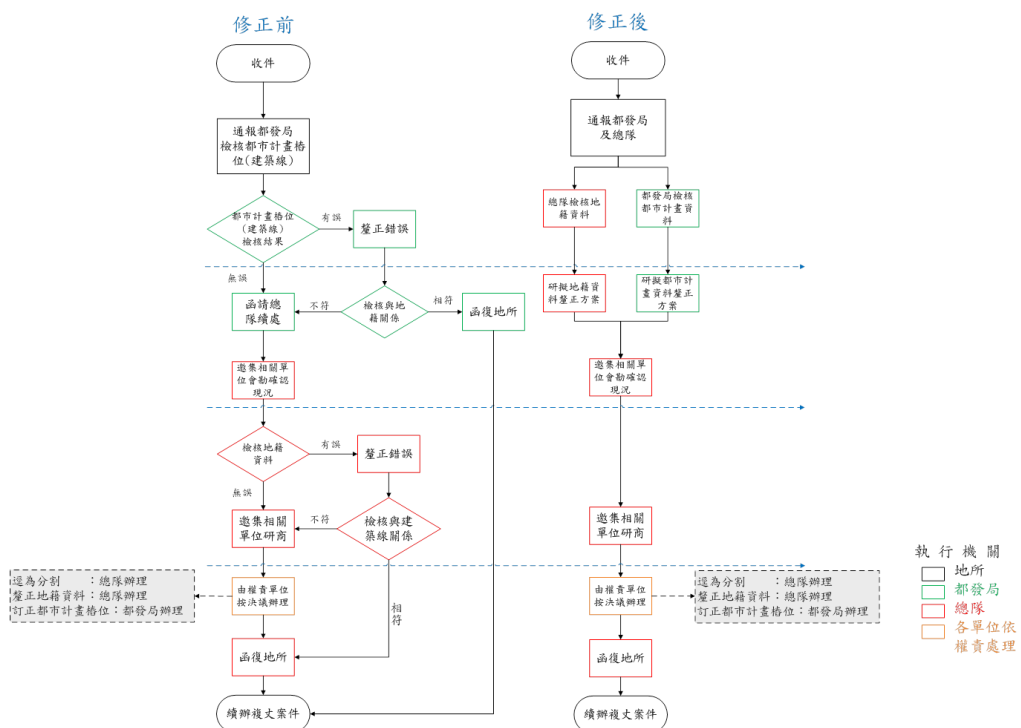 修正前
收件
通報都發局
檢核都市計畫樁
位(建築線)
都市計畫樁位
(建築線)
檢核結果
有誤
釐正錯誤
無誤
函請總
隊續處
不符
檢核與地
籍關係
相符
函復地所
邀集相關單
位會勘確認
現況
檢核地籍
資料
有誤
釐正錯誤
無誤
邀集相關
單位研商
不符
檢核與建
築線關係
逕為分割　　：總隊辦理
釐正地籍資料：總隊辦理
訂正都市計畫樁位：都發局辦理
由權責單位
按決議辦理
相符
函復地所
續辦複丈案件
修正後
收件
通報都發局
及總隊
總隊檢核地
籍資料
都發局檢核
都市計畫資
料
研擬地籍資
料釐正方案
研擬都市計
畫資料釐正
方案
邀集相關單
位會勘確認
現況
邀集相關
單位研商
由權責單位
按決議辦理
逕為分割　　：總隊辦理
釐正地籍資料：總隊辦理
訂正都市計畫樁位：都發局辦理
函復地所
續辦複丈案件
執行機關
地所
都發局
總隊
各單位依
權責處理